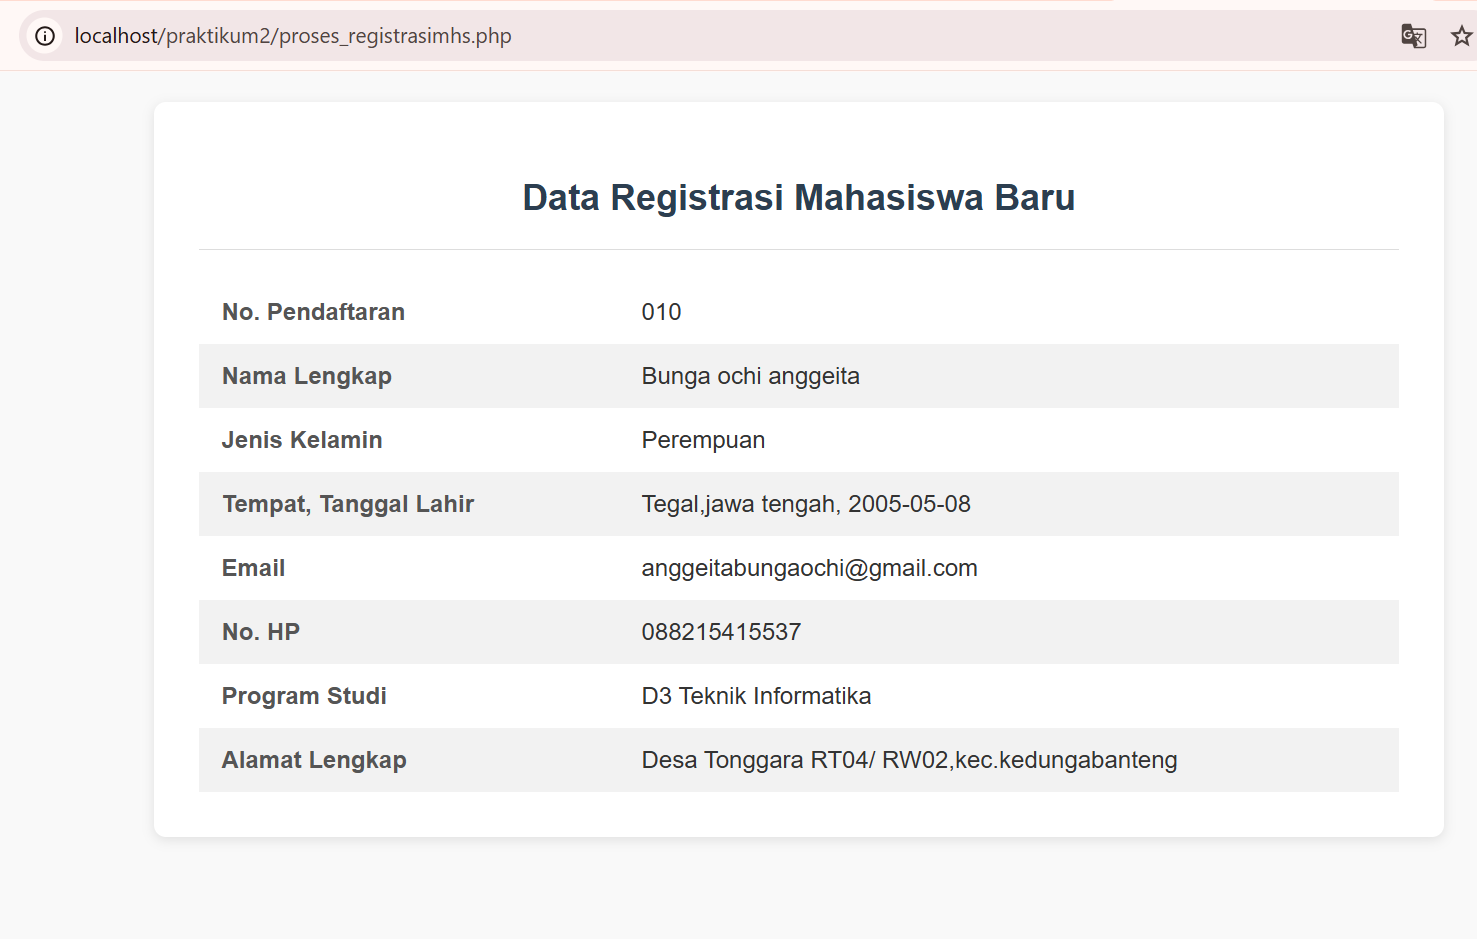 localhost/praktikum2/proses_registrasimhs.php
Data Registrasi Mahasiswa Baru
No. Pendaftaran 010
Nama Lengkap Bunga ochi anggeita
Jenis Kelamin Perempuan
Tempat, Tanggal Lahir Tegal,jawa tengah, 2005-05-08
Email anggeitabungaochi@gmail.com
No. HP 088215415537
Program Studi D3 Teknik Informatika
Alamat Lengkap Desa Tonggara RT04/ RW02,kec.kedungabanteng